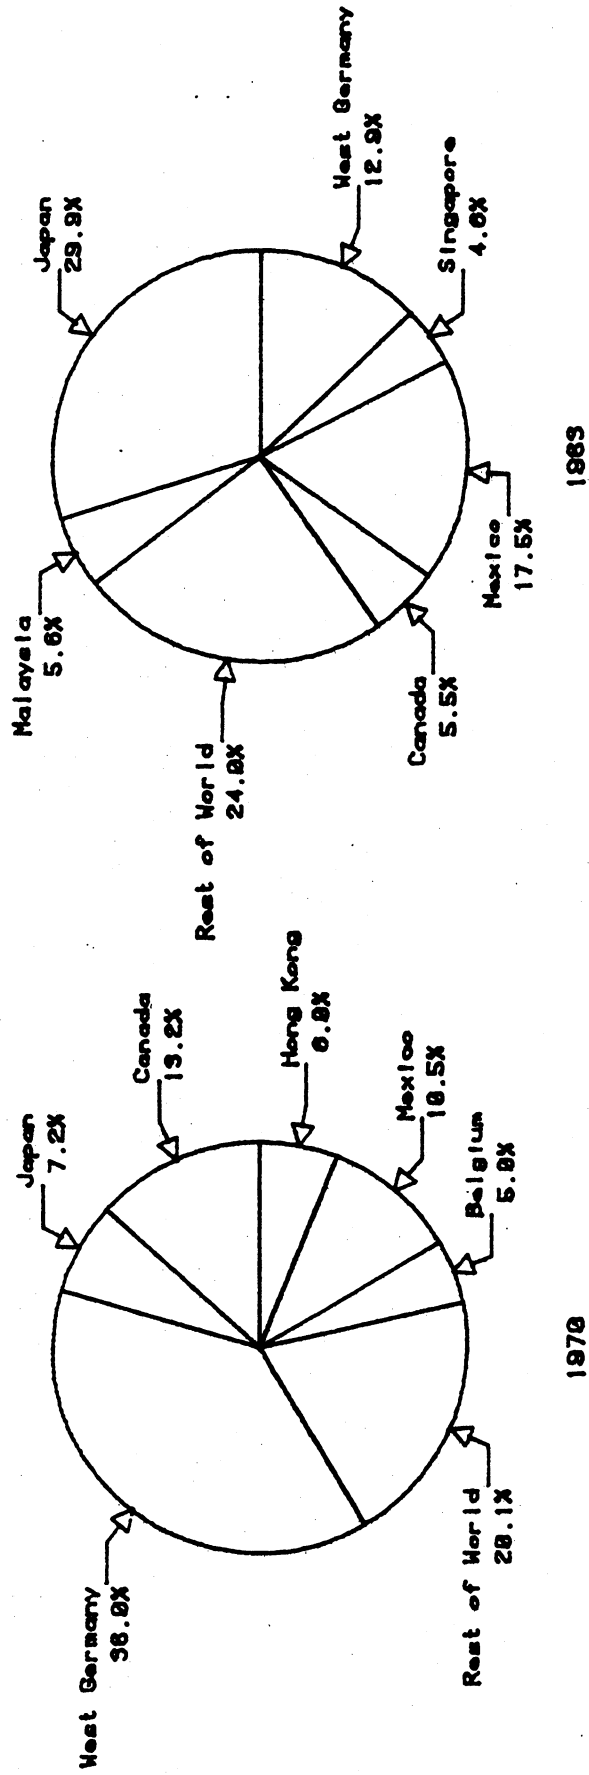 West Germany
38.0%
Japan
7.2%
Canada
13.2%
Hong Kong
6.0%
Mexico
10.5%
Belgium
5.0%
Rest of World
20.1%
1970
Malaysia
5.6%
Japan
29.9%
West Germany
12.9%
Singapore
4.6%
Mexico
17.5%
Canada
5.5%
Rest of World
24.0%
1983